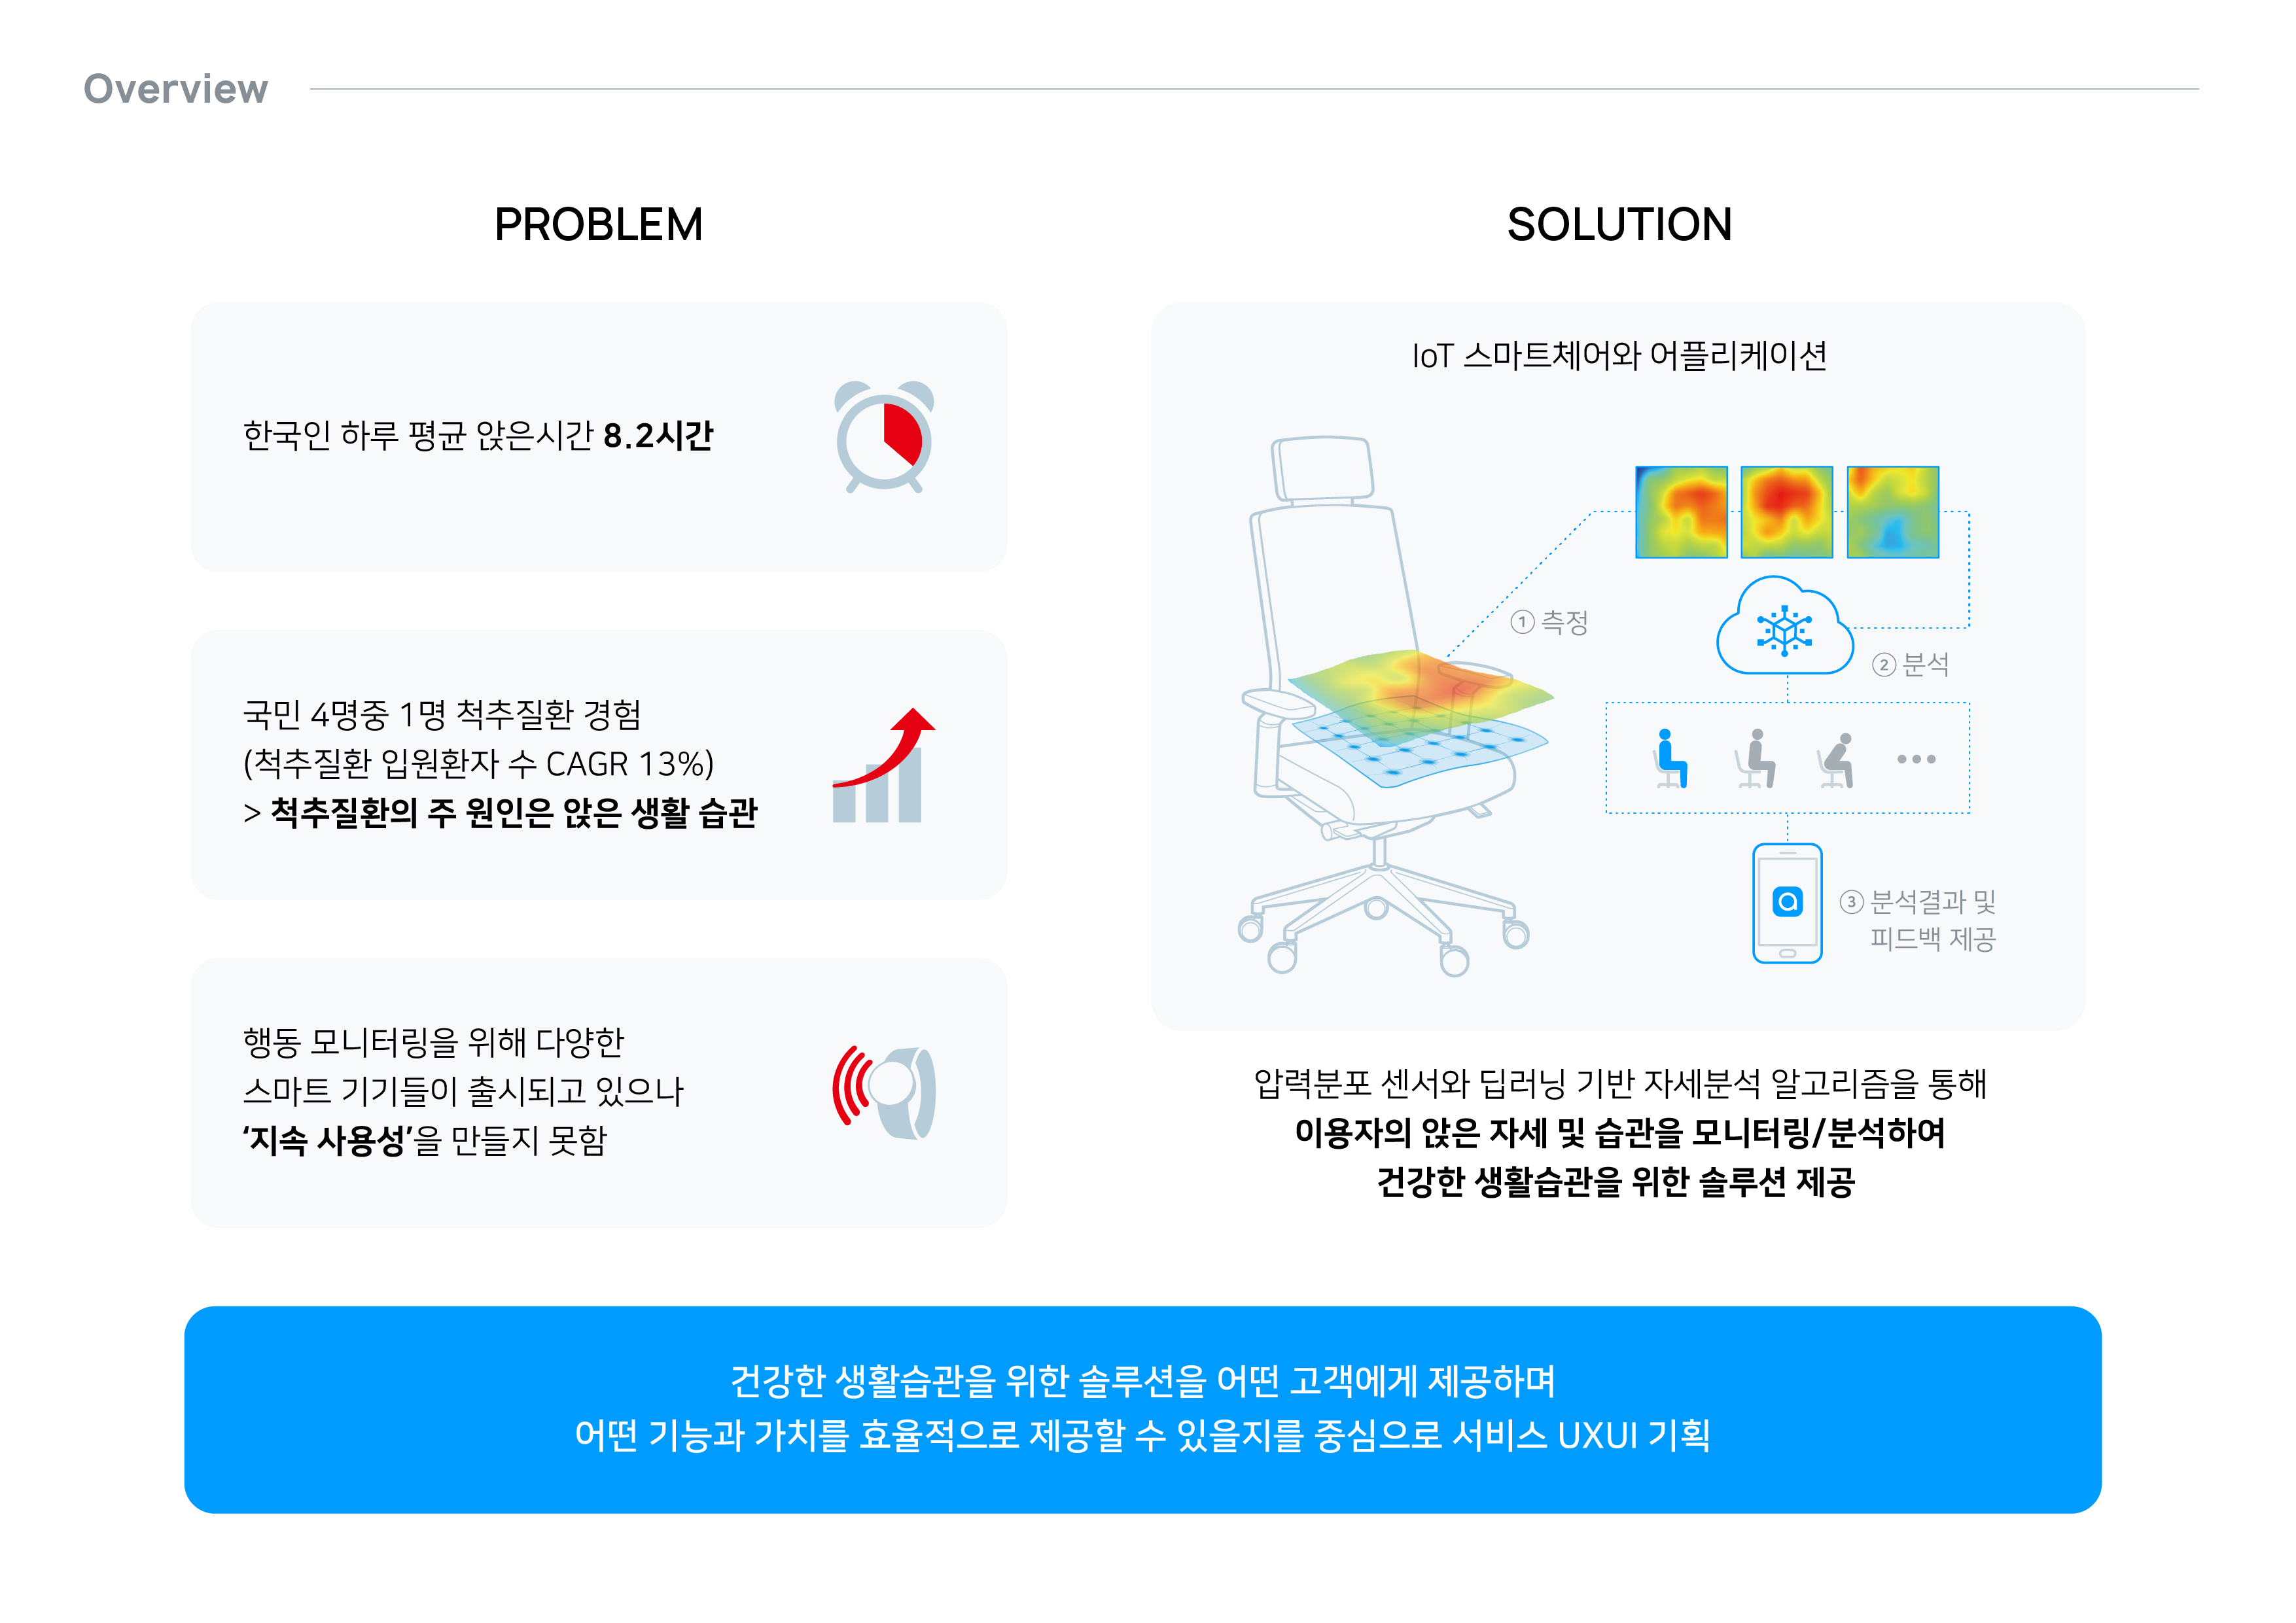 Overview
PROBLEM
한국인 하루 평균 앉은시간 8.2시간
국민 4명중 1명 척추질환 경험
(척추질환 입원환자 수 CAGR 13%)
> 척추질환의 주 원인은 앉은 생활 습관
행동 모니터링을 위해 다양한
스마트 기기들이 출시되고 있으나
‘지속 사용성’을 만들지 못함
SOLUTION
IoT 스마트체어와 어플리케이션
① 측정
② 분석
③ 분석결과 및
피드백 제공
압력분포 센서와 딥러닝 기반 자세분석 알고리즘을 통해
이용자의 앉은 자세 및 습관을 모니터링/분석하여
건강한 생활습관을 위한 솔루션 제공
건강한 생활습관을 위한 솔루션을 어떤 고객에게 제공하며
어떤 기능과 가치를 효율적으로 제공할 수 있을지를 중심으로 서비스 UXUI 기획